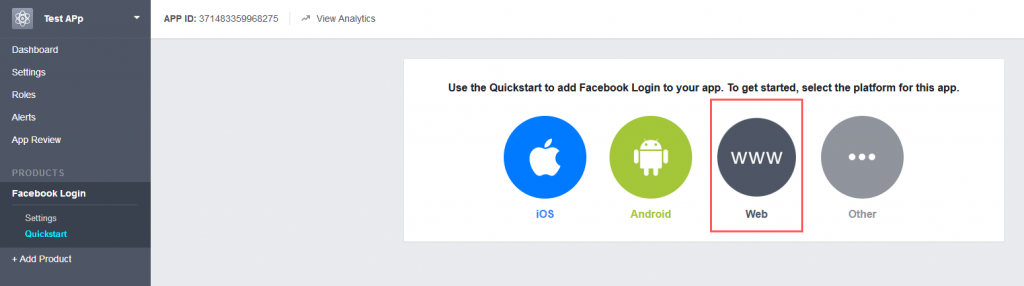 Test APp
APP ID: 371483359968275
View Analytics
Dashboard
Settings
Roles
Alerts
App Review
PRODUCTS
Facebook Login
Settings
Quickstart
+ Add Product
Use the Quickstart to add Facebook Login to your app. To get started, select the platform for this app.
www
iOS
Android
Web
Other